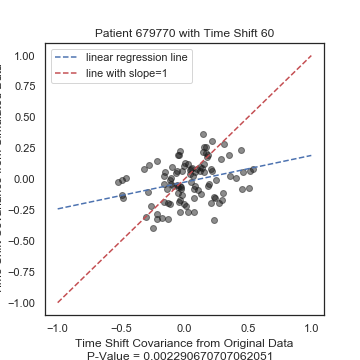 Patient 679770 with Time Shift 60
linear regression line
line with slope=1
1.00
0.75
0.50
0.25
0.00
−0.25
−0.50
−0.75
−1.00
−1.0
−0.5
0.0
0.5
1.0
Time Shift Covariance from Original Data
P-Value = 0.002290670707062051